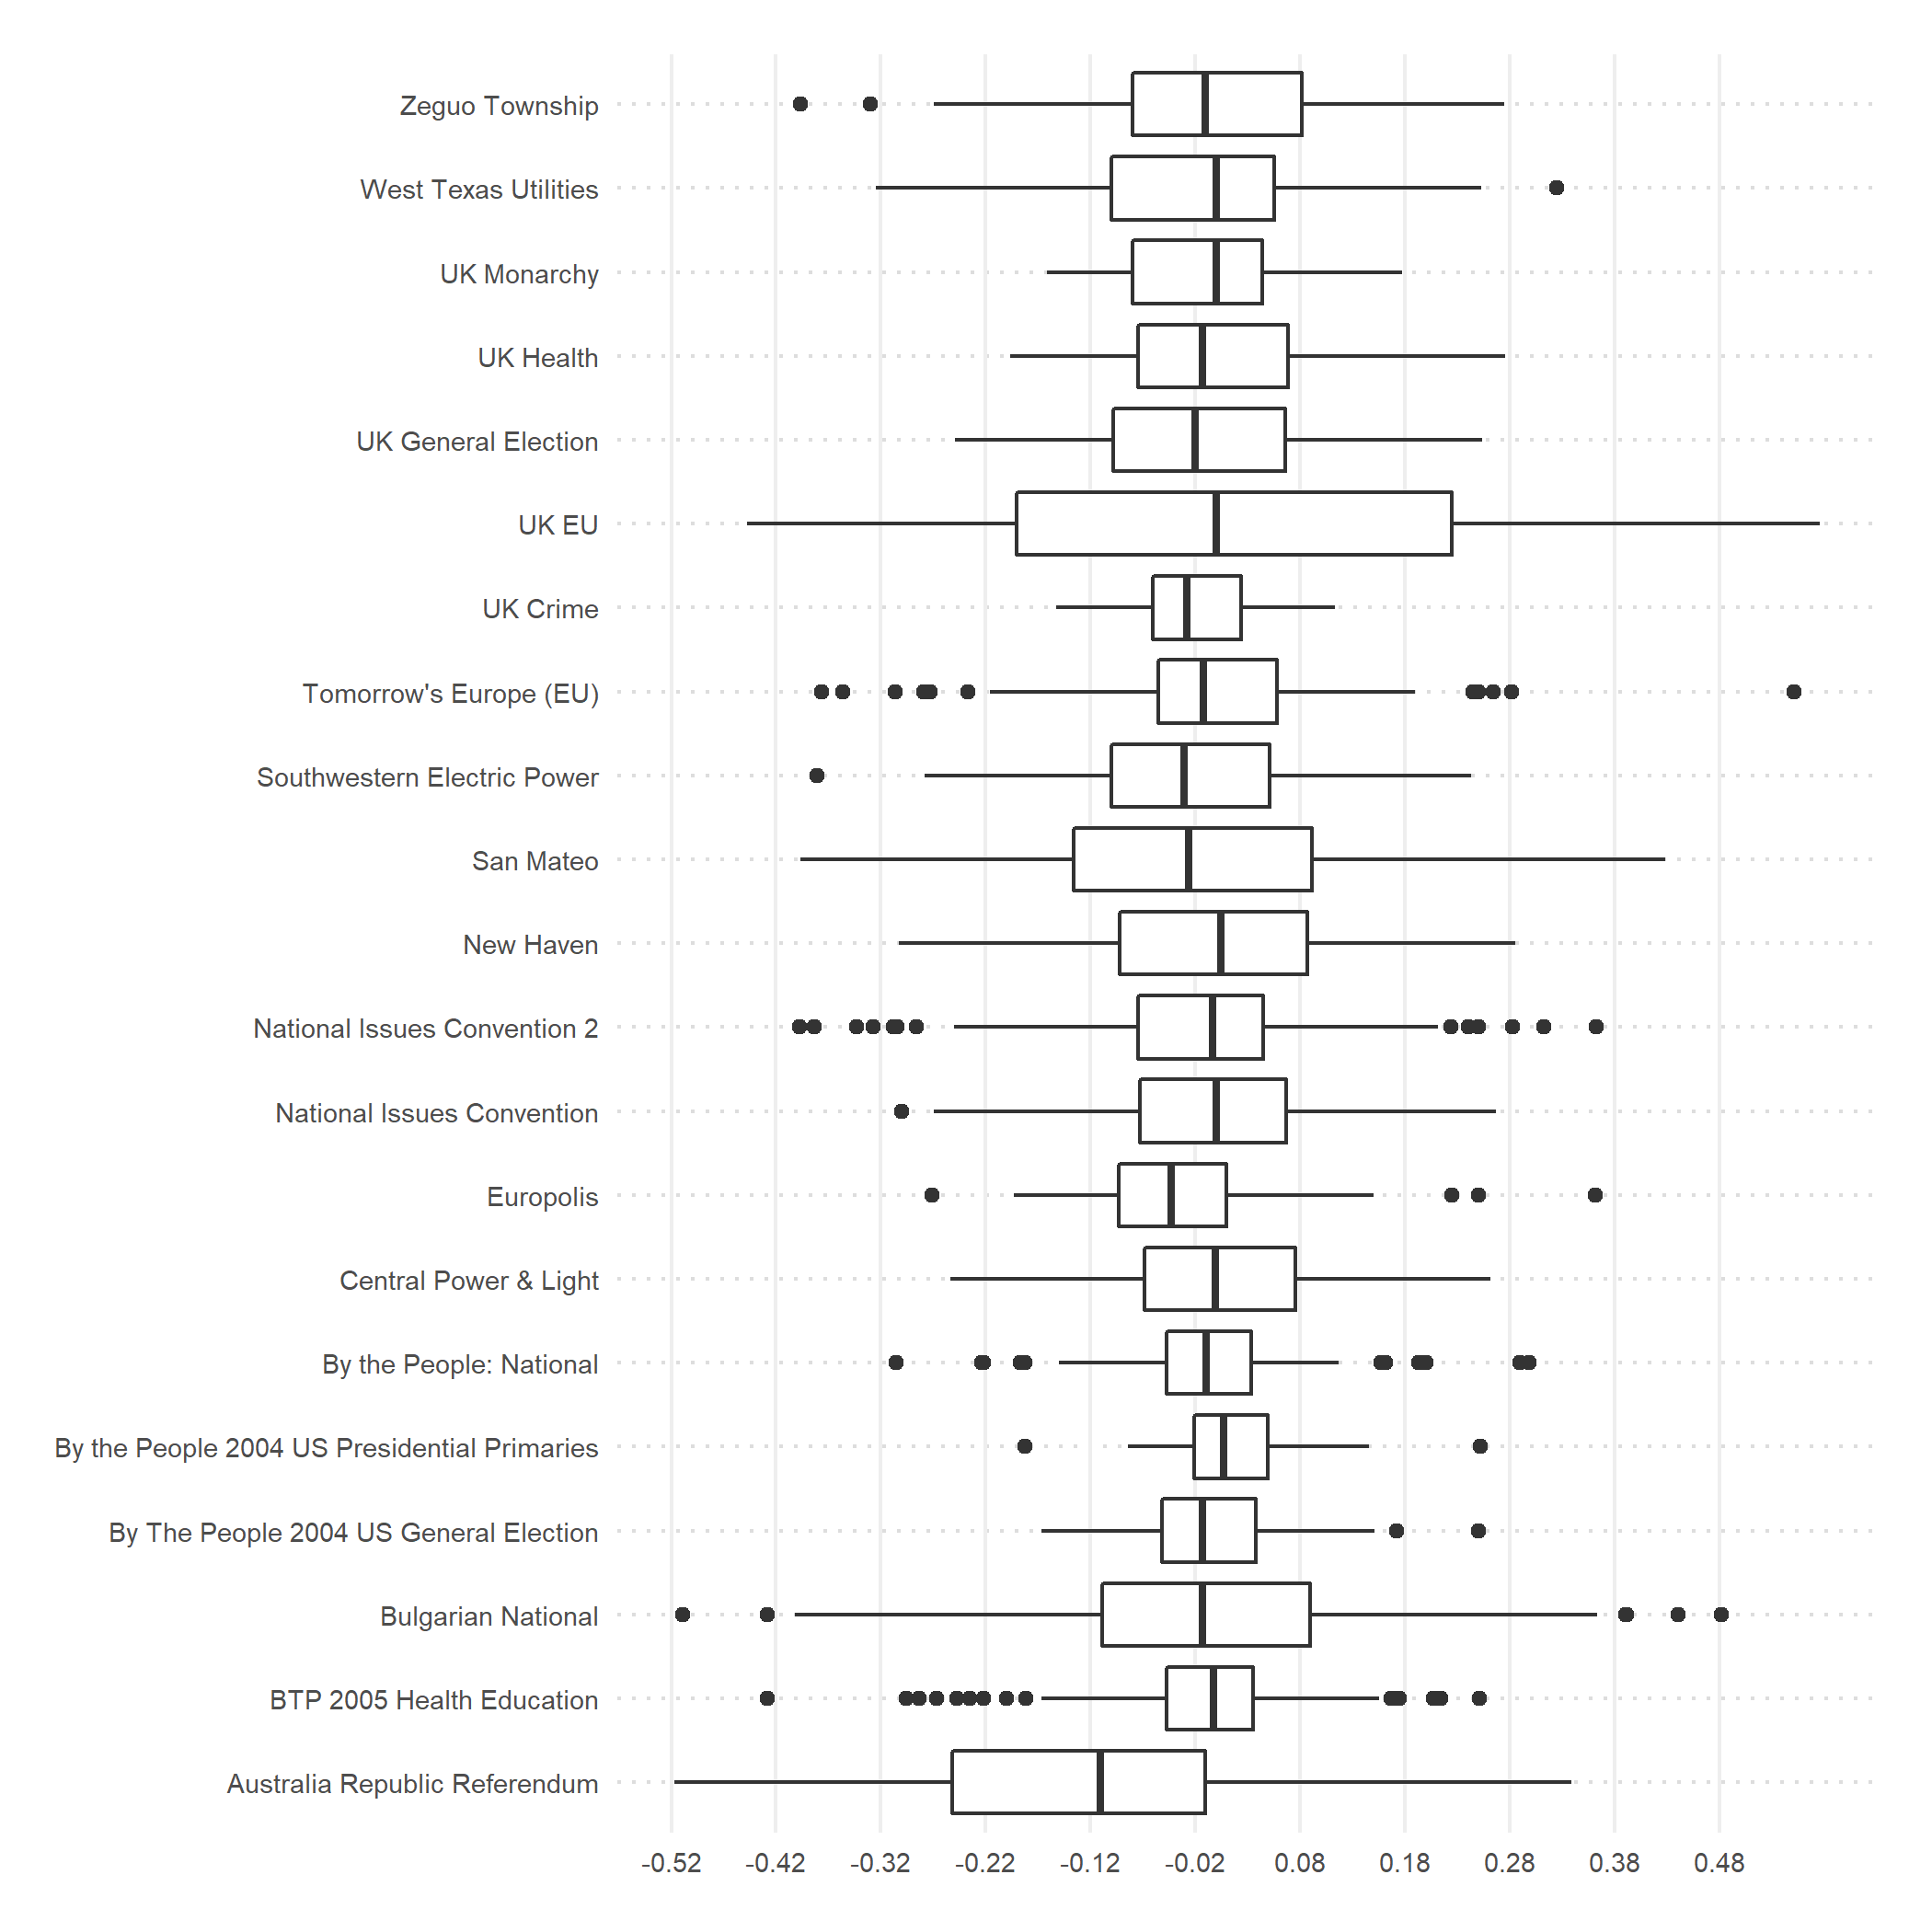 Zeguo Township
West Texas Utilities
UK Monarchy
UK Health
UK General Election
UK EU
UK Crime
Tomorrow's Europe (EU)
Southwestern Electric Power
San Mateo
New Haven
National Issues Convention 2
National Issues Convention
Europolis
Central Power & Light
By the People: National
By the People 2004 US Presidential Primaries
By The People 2004 US General Election
Bulgarian National
BTP 2005 Health Education
Australia Republic Referendum
-0.52 -0.42 -0.32 -0.22 -0.12 -0.02 0.08 0.18 0.28 0.38 0.48